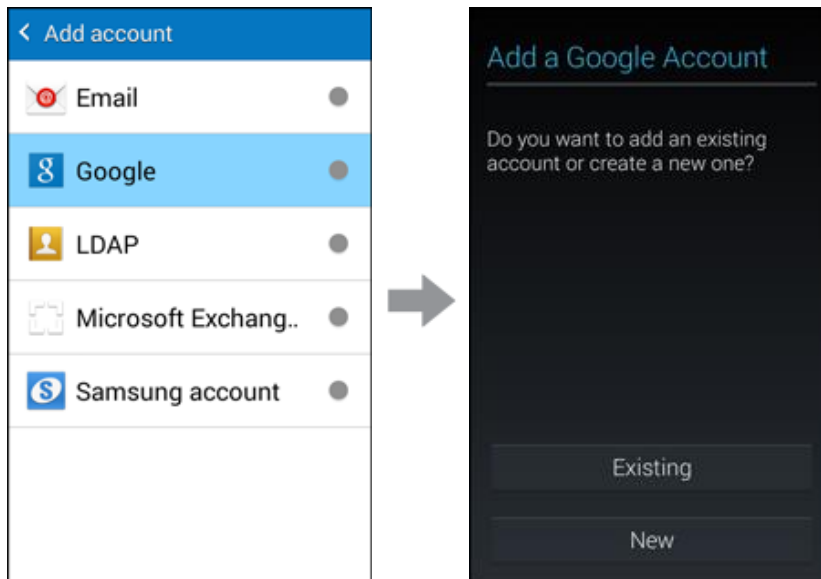 Add account
Email
Google
LDAP
Microsoft Exchang..
Samsung account
Add a Google Account
Do you want to add an existing
account or create a new one?
Existing
New